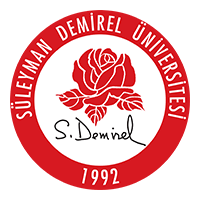 SÜLEYMAN DEMİREL ÜNİVERSİTESİ
S. Demirel
1992